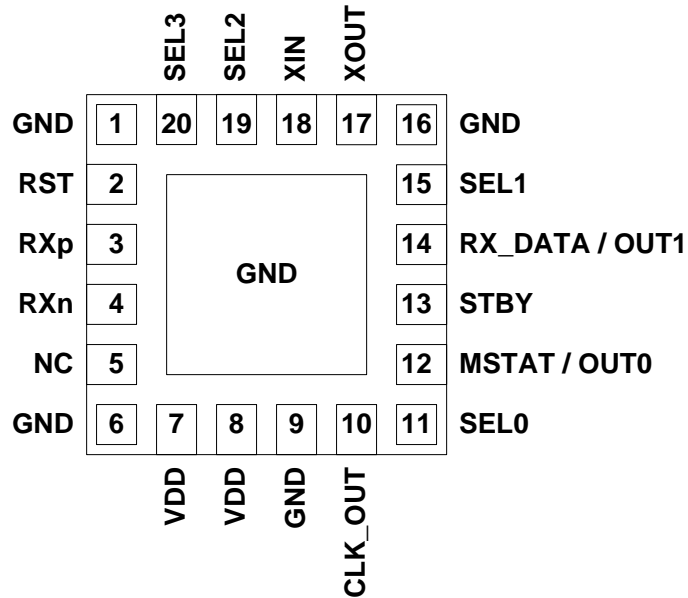 SEL3 SEL2 XIN XOUT
GND 1 20 19 18 17 16 GND
RST 2 15 SEL1
RXp 3 14 RX_DATA / OUT1
GND
RXn 4 13 STBY
NC 5 12 MSTAT / OUT0
GND 6 7 8 9 10 11 SEL0
VDD VDD GND CLK_OUT